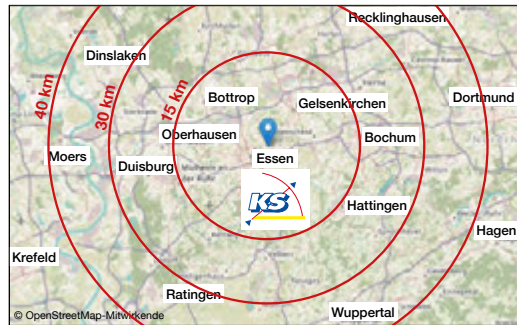 Recklinghausen
Dinslaken
40 km
30 km
15 km
Bottrop
Gelsenkirchen
Dortmund
Oberhausen
Bochum
Moers
Essen
Duisburg
KS
Hattingen
Hagen
Krefeld
Ratingen
Wuppertal
© OpenStreetMap-Mitwirkende